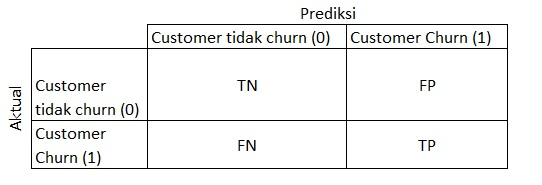 Prediksi
Customer tidak churn (0) Customer Churn (1)
Aktual
Customer
tidak churn (0) TN FP
Customer
Churn (1) FN TP